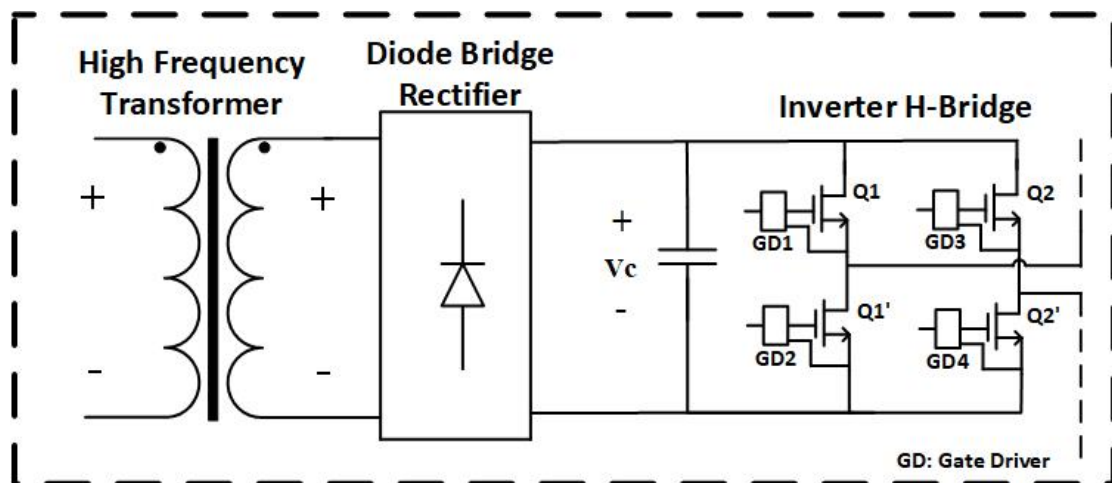 High Frequency
Transformer
Diode Bridge
Rectifier
Inverter H-Bridge
+
-
+
-
+
Vc
-
Q1
GD1
Q2
GD3
Q1'
GD2
Q2'
GD4
GD: Gate Driver